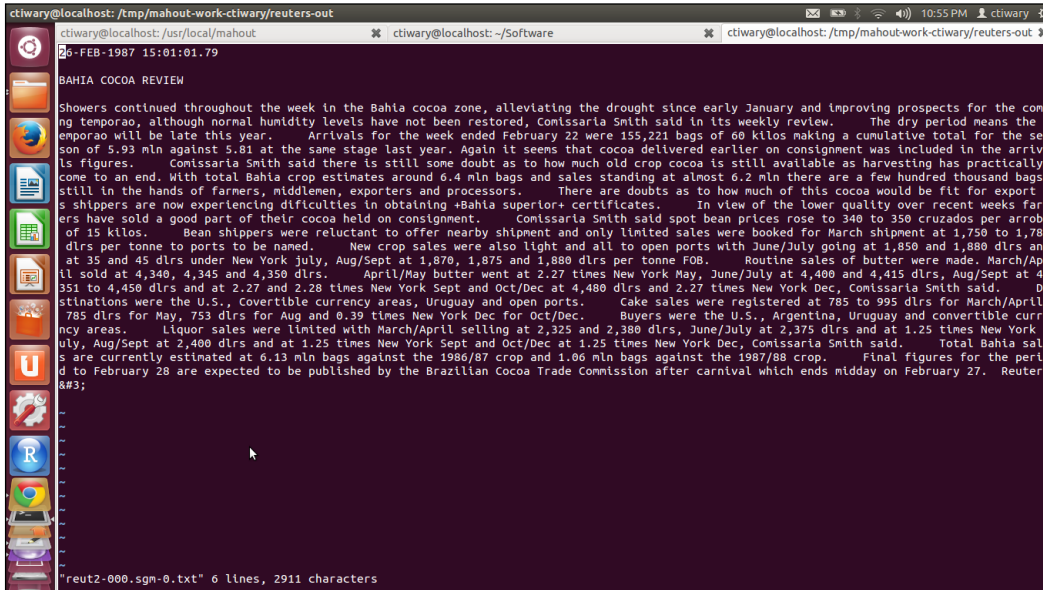 ctiwary@localhost: /tmp/mahout-work-ctiwary/reuters-out 10:55 PM ctiwary
ctiwary@localhost: /usr/local/mahout ctiwary@localhost: ~/Software ctiwary@localhost: /tmp/mahout-work-ctiwary/reuters-out
26-FEB-1987 15:01:01.79
BAHIA COCOA REVIEW
Showers continued throughout the week in the Bahia cocoa zone, alleviating the drought since early January and improving prospects for the com
ng temporao, although normal humidity levels have not been restored, Comissaria Smith said in its weekly review. The dry period means the
emporao will be late this year. Arrivals for the week ended February 22 were 155,221 bags of 60 kilos making a cumulative total for the se
son of 5.93 mln against 5.81 at the same stage last year. Again it seems that cocoa delivered earlier on consignment was included in the arriv
ls figures. Comissaria Smith said there is still some doubt as to how much old crop cocoa is still available as harvesting has practically
come to an end. With total Bahia crop estimates around 6.4 mln bags and sales standing at almost 6.2 mln there are a few hundred thousand bags
still in the hands of farmers, middlemen, exporters and processors. There are doubts as to how much of this cocoa would be fit for export
s shippers are now experiencing dificulties in obtaining +Bahia superior+ certificates. In view of the lower quality over recent weeks far
ers have sold a good part of their cocoa held on consignment. Comissaria Smith said spot bean prices rose to 340 to 350 cruzados per arrob
of 15 kilos. Bean shippers were reluctant to offer nearby shipment and only limited sales were booked for March shipment at 1,750 to 1,78
dlrs per tonne to ports to be named. New crop sales were also light and all to open ports with June/July going at 1,850 and 1,880 dlrs an
at 35 and 45 dlrs under New York july, Aug/Sept at 1,870, 1,875 and 1,880 dlrs per tonne FOB. Routine sales of butter were made. March/Ap
il sold at 4,340, 4,345 and 4,350 dlrs. April/May butter went at 2.27 times New York May, June/July at 4,400 and 4,415 dlrs, Aug/Sept at 4
351 to 4,450 dlrs and at 2.27 and 2.28 times New York Sept and Oct/Dec at 4,480 dlrs and 2.27 times New York Dec, Comissaria Smith said. D
stinations were the U.S., Covertible currency areas, Uruguay and open ports. Cake sales were registered at 785 to 995 dlrs for March/April
785 dlrs for May, 753 dlrs for Aug and 0.39 times New York Dec for Oct/Dec. Buyers were the U.S., Argentina, Uruguay and convertible curr
ncy areas. Liquor sales were limited with March/April selling at 2,325 and 2,380 dlrs, June/July at 2,375 dlrs and at 1.25 times New York
uly, Aug/Sept at 2,400 dlrs and at 1.25 times New York Sept and Oct/Dec at 1.25 times New York Dec, Comissaria Smith said. Total Bahia sal
s are currently estimated at 6.13 mln bags against the 1986/87 crop and 1.06 mln bags against the 1987/88 crop. Final figures for the peri
d to February 28 are expected to be published by the Brazilian Cocoa Trade Commission after carnival which ends midday on February 27. Reuter
&#3;
~
~
~
~
~
~
~
~
~
"reut2-000.sgm-0.txt" 6 lines, 2911 characters